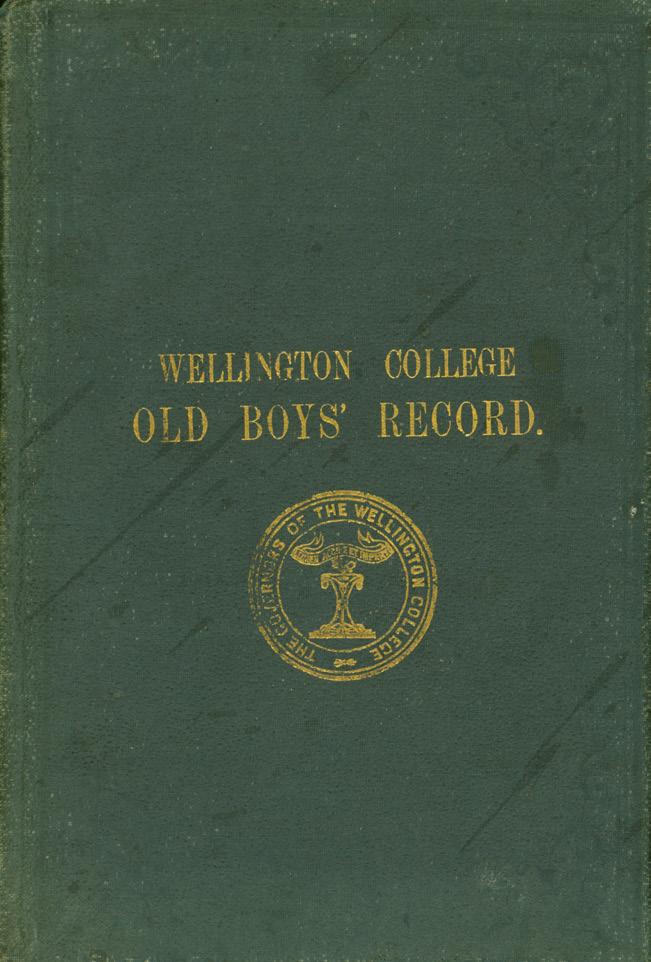 WELLINGTON COLLEGE
OLD BOYS' RECORD.
THE GOVERNORS OF THE WELLINGTON COLLEGE